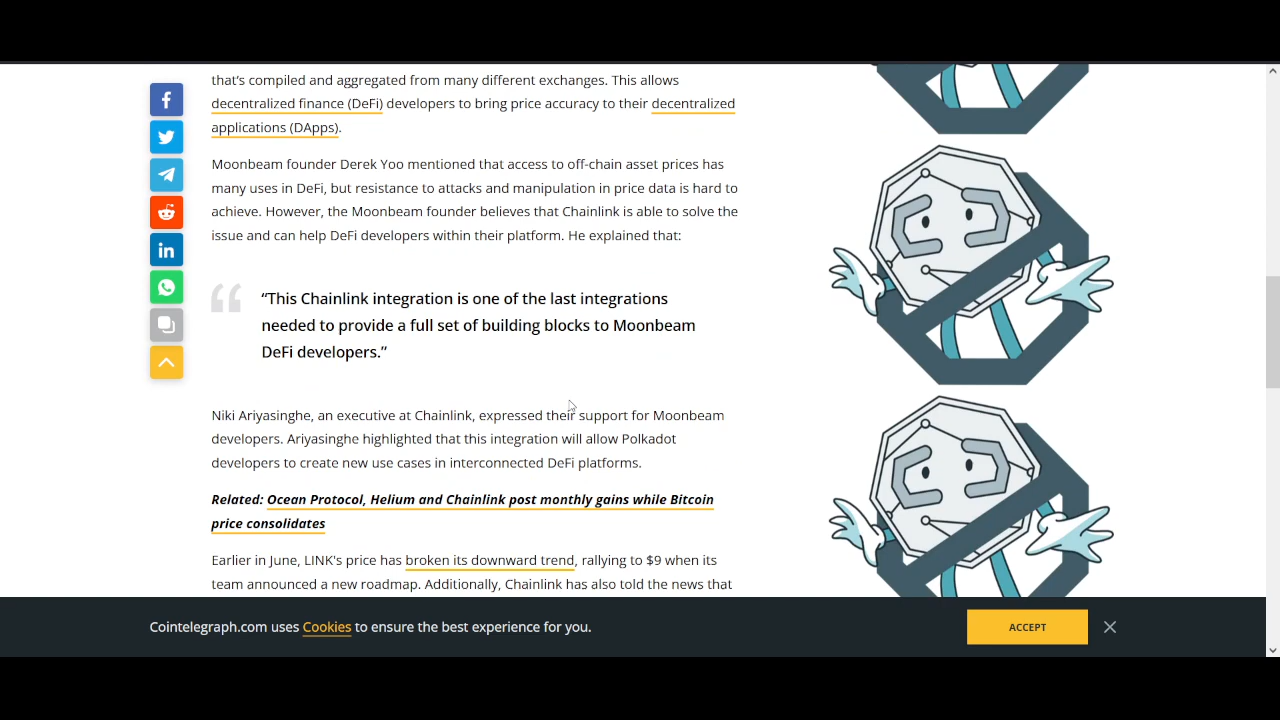 that's compiled and aggregated from many different exchanges. This allows
decentralized finance (DeFi) developers to bring price accuracy to their decentralized
applications (DApps).
Moonbeam founder Derek Yoo mentioned that access to off-chain asset prices has
many uses in DeFi, but resistance to attacks and manipulation in price data is hard to
achieve. However, the Moonbeam founder believes that Chainlink is able to solve the
issue and can help DeFi developers within their platform. He explained that:
“This Chainlink integration is one of the last integrations
needed to provide a full set of building blocks to Moonbeam
DeFi developers.”
Niki Ariyasinghe, an executive at Chainlink, expressed their support for Moonbeam
developers. Ariyasinghe highlighted that this integration will allow Polkadot
developers to create new use cases in interconnected DeFi platforms.
Related: Ocean Protocol, Helium and Chainlink post monthly gains while Bitcoin
price consolidates
Earlier in June, LINK's price has broken its downward trend, rallying to $9 when its
team announced a new roadmap. Additionally, Chainlink has also told the news that
Cointelegraph.com uses Cookies to ensure the best experience for you.
ACCEPT